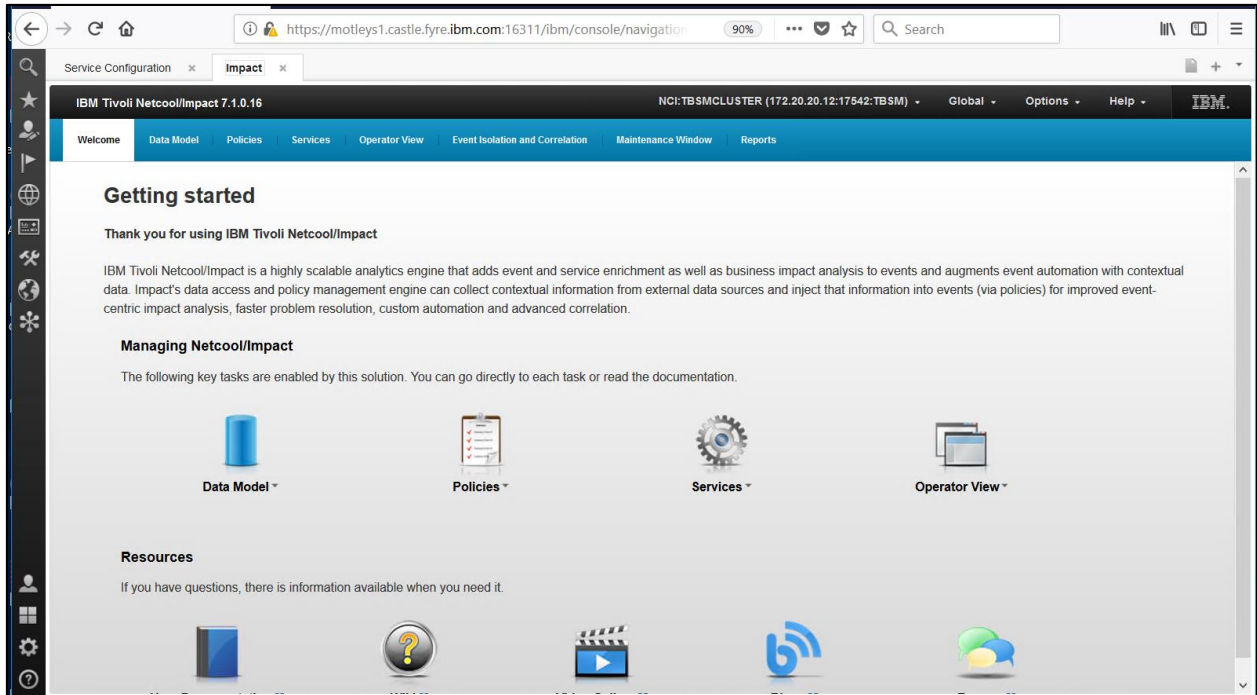 https://motleys1.castle.fyre.ibm.com:16311/ibm/console/navigation
90%
Search
Service Configuration ×
Impact ×
IBM Tivoli Netcool/Impact 7.1.0.16
NCI:TBSMCLUSTER (172.20.20.12:17542:TBSM)
Global
Options
Help
IBM.
Welcome
Data Model
Policies
Services
Operator View
Event Isolation and Correlation
Maintenance Window
Reports
Getting started
Thank you for using IBM Tivoli Netcool/Impact
IBM Tivoli Netcool/Impact is a highly scalable analytics engine that adds event and service enrichment as well as business impact analysis to events and augments event automation with contextual
data. Impact's data access and policy management engine can collect contextual information from external data sources and inject that information into events (via policies) for improved event-
centric impact analysis, faster problem resolution, custom automation and advanced correlation.
Managing Netcool/Impact
The following key tasks are enabled by this solution. You can go directly to each task or read the documentation.
Data Model
Policies
Services
Operator View
Resources
If you have questions, there is information available when you need it.